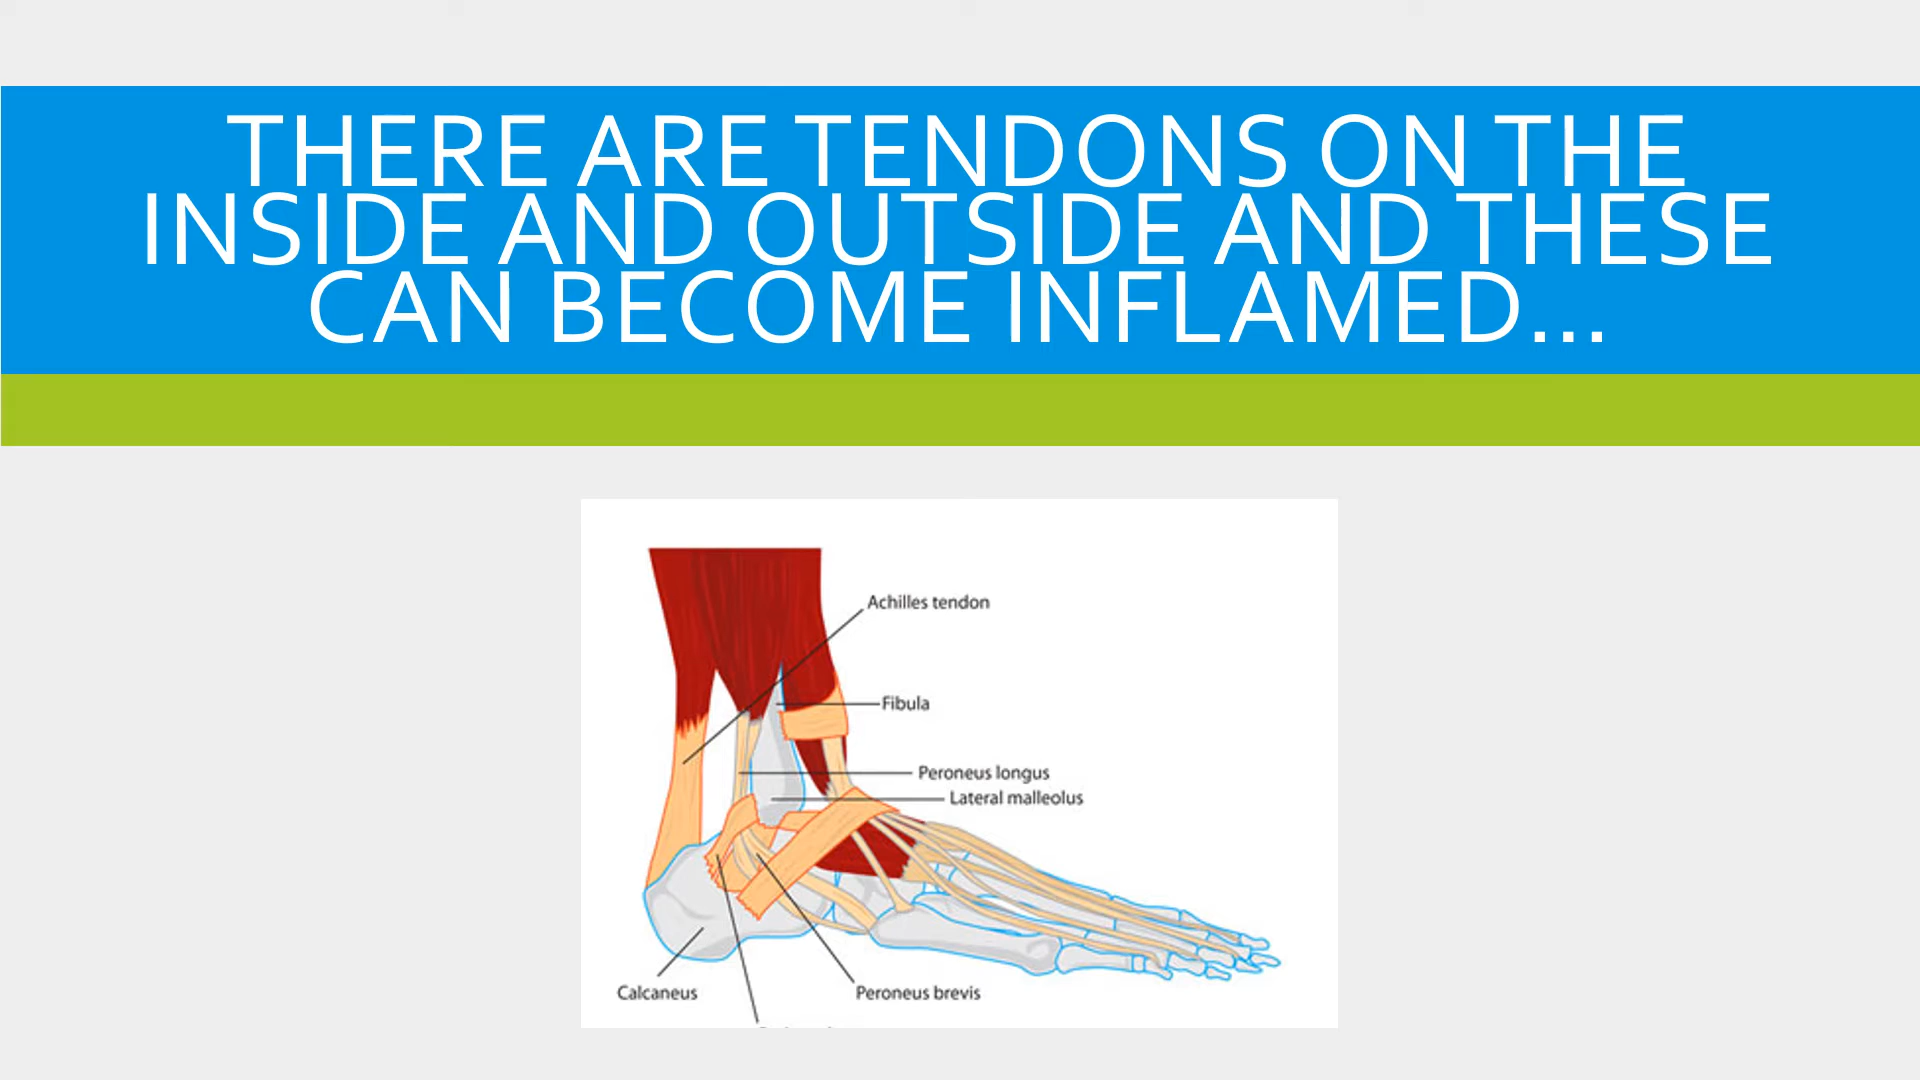 THERE ARE TENDONS ON THE
INSIDE AND OUTSIDE AND THESE
CAN BECOME INFLAMED...
Achilles tendon
Fibula
Peroneus longus
Lateral malleolus
Calcaneus
Peroneus brevis